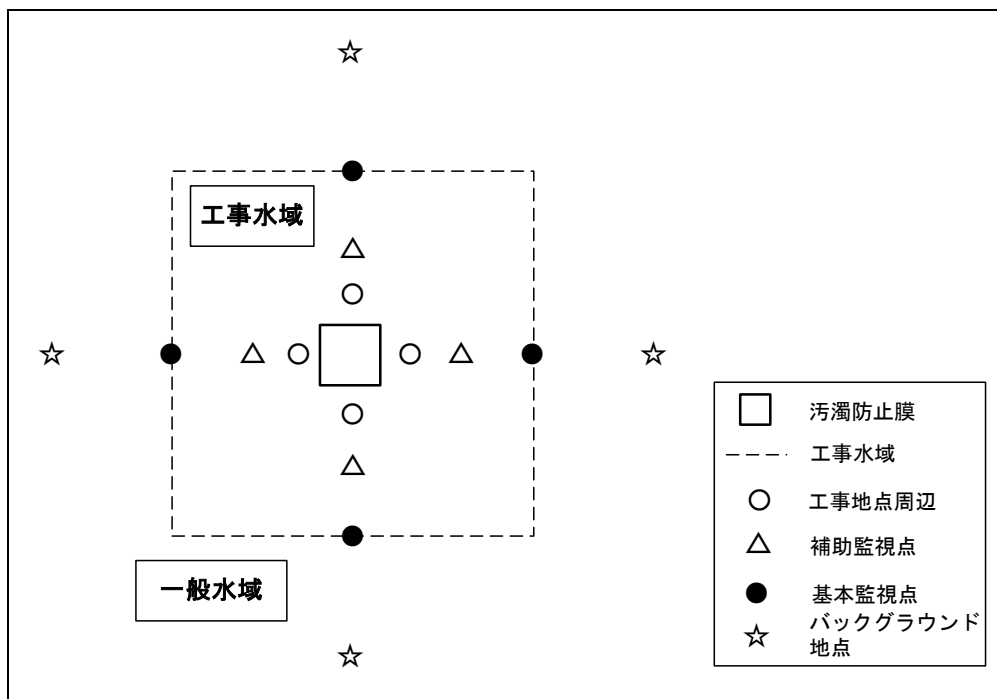 工事水域
一般水域
汚濁防止膜
工事水域
工事地点周辺
補助監視点
基本監視点
バックグラウンド
地点